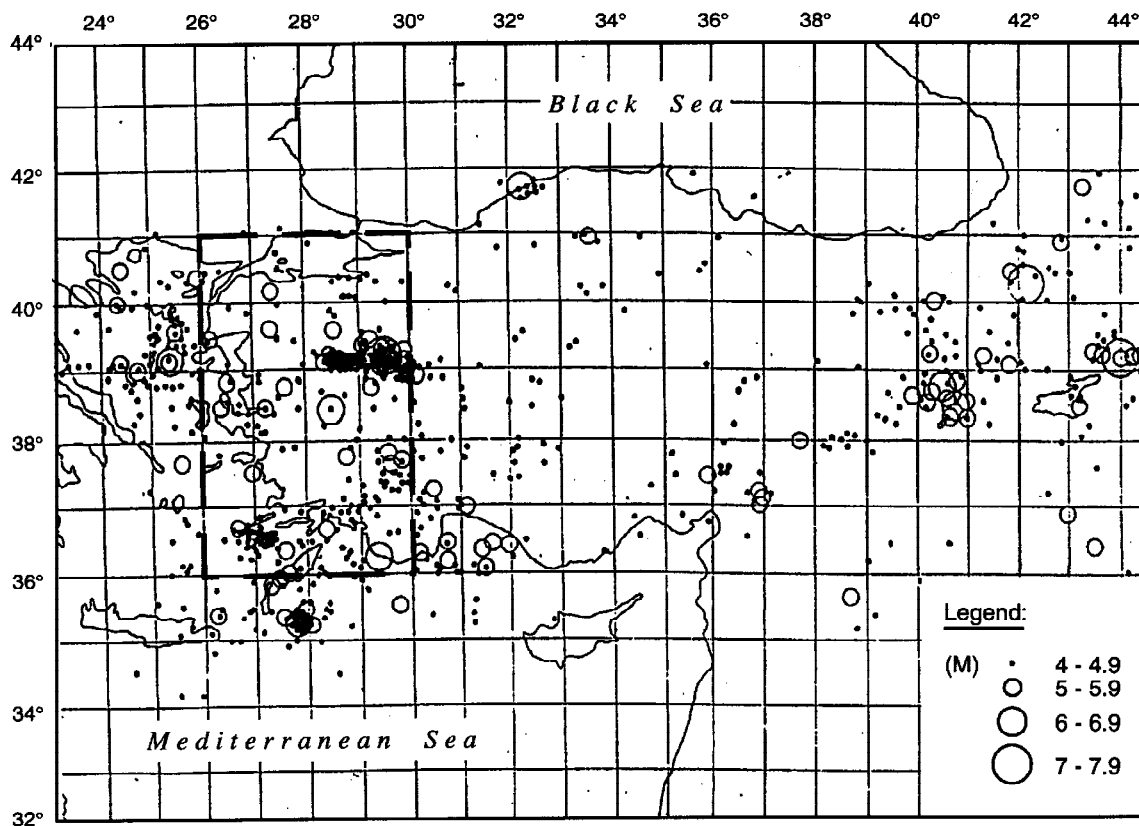 24° 26° 28° 30° 32° 34° 36° 38° 40° 42° 44°
44°
Black Sea
42°
40°
38°
36°
Legend:
(M) 4 - 4.9
5 - 5.9
6 - 6.9
34°
Mediterranean Sea
7 - 7.9
32°